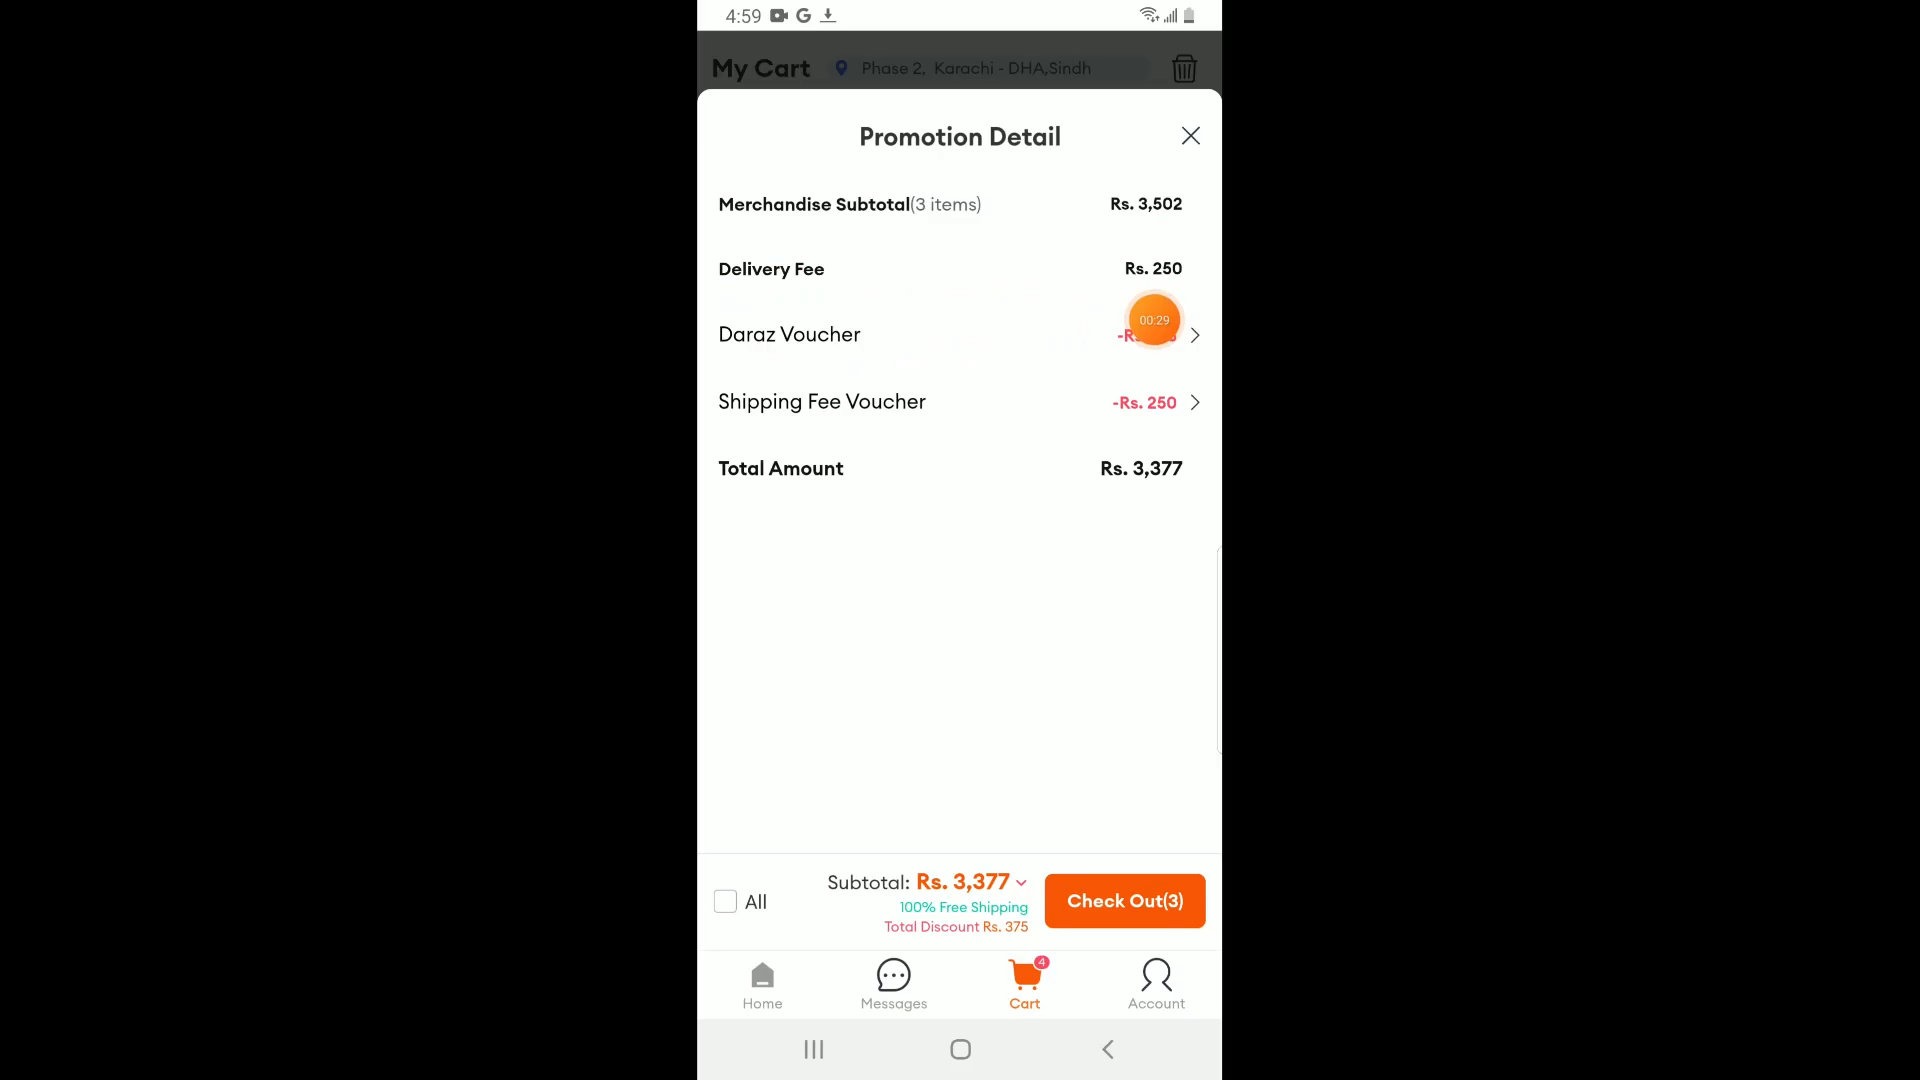 4:59
My Cart Phase 2, Karachi - DHA,Sindh
Promotion Detail
Merchandise Subtotal(3 items) Rs. 3,502
Delivery Fee Rs. 250
00:29
Daraz Voucher
Shipping Fee Voucher -Rs. 250
Total Amount Rs. 3,377
All
Subtotal: Rs. 3,377
100% Free Shipping
Total Discount Rs. 375
Check Out(3)
4
Home Messages Cart Account